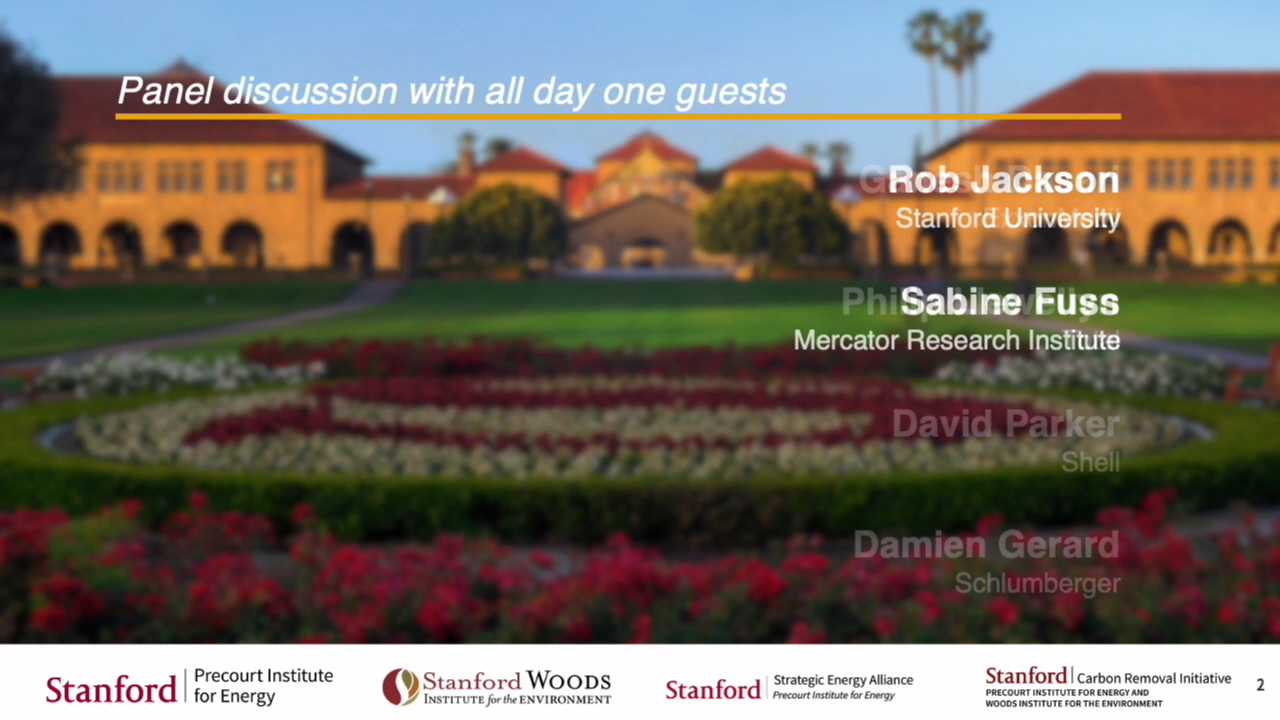 Panel discussion with all day one guests
Rob Jackson
Stanford University
Sabine Fuss
Mercator Research Institute
David Parker
Shell
Damien Gerard
Schlumberger
Stanford Precourt Institute
for Energy
Stanford WOODS
INSTITUTE for the ENVIRONMENT
Stanford Strategic Energy Alliance
Precourt Institute for Energy
Stanford Carbon Removal Initiative
PRECOURT INSTITUTE FOR ENERGY AND
WOODS INSTITUTE FOR THE ENVIRONMENT
2